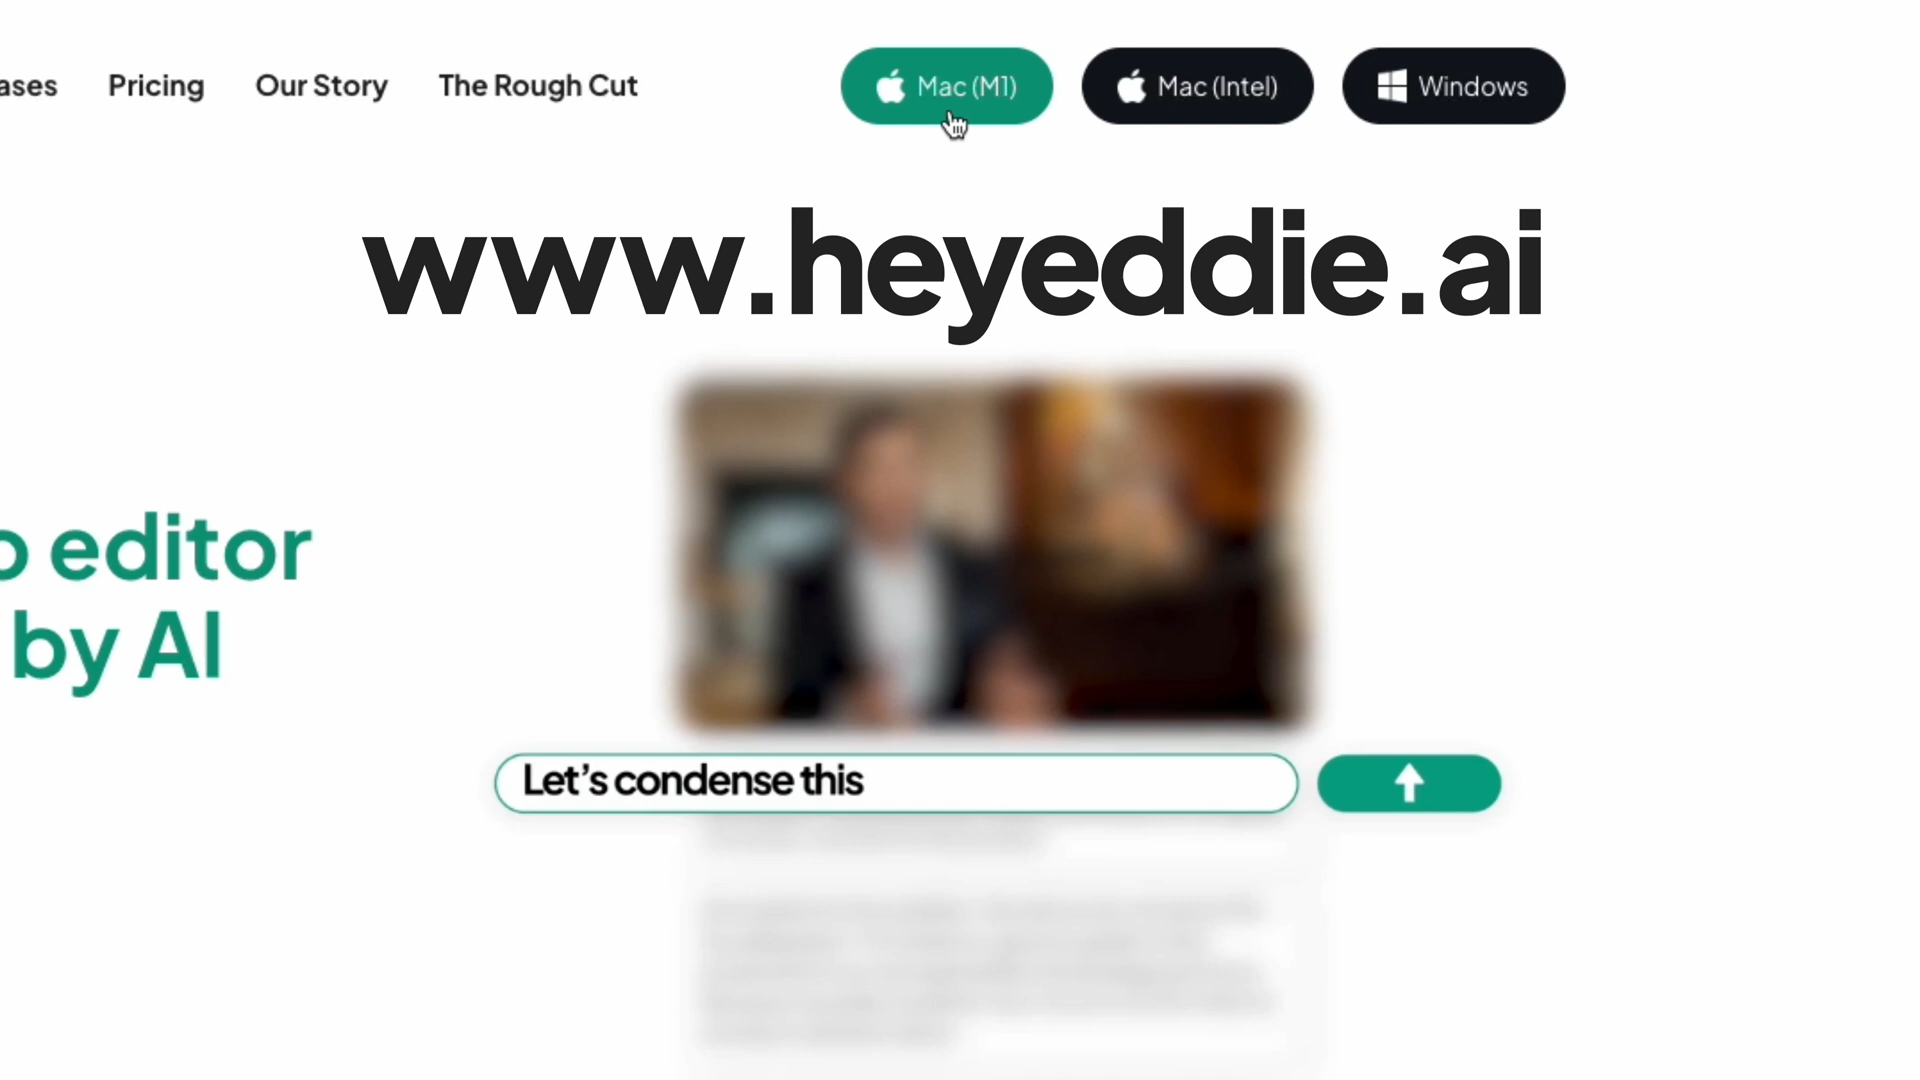 ases Pricing Our Story The Rough Cut Mac (M1) Mac (Intel) Windows
www.heyeddie.ai
o editor
by AI
Let's condense this